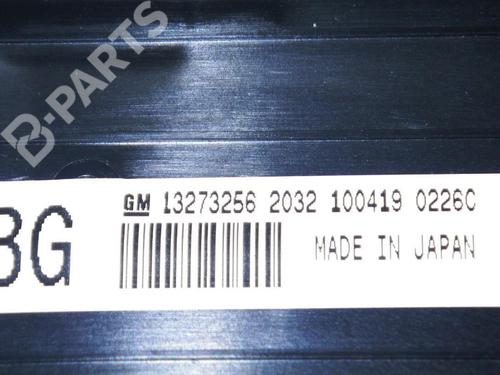 B-PARTS
GM 13273256 2032 100419 0226C
BG
MADE IN JAPAN